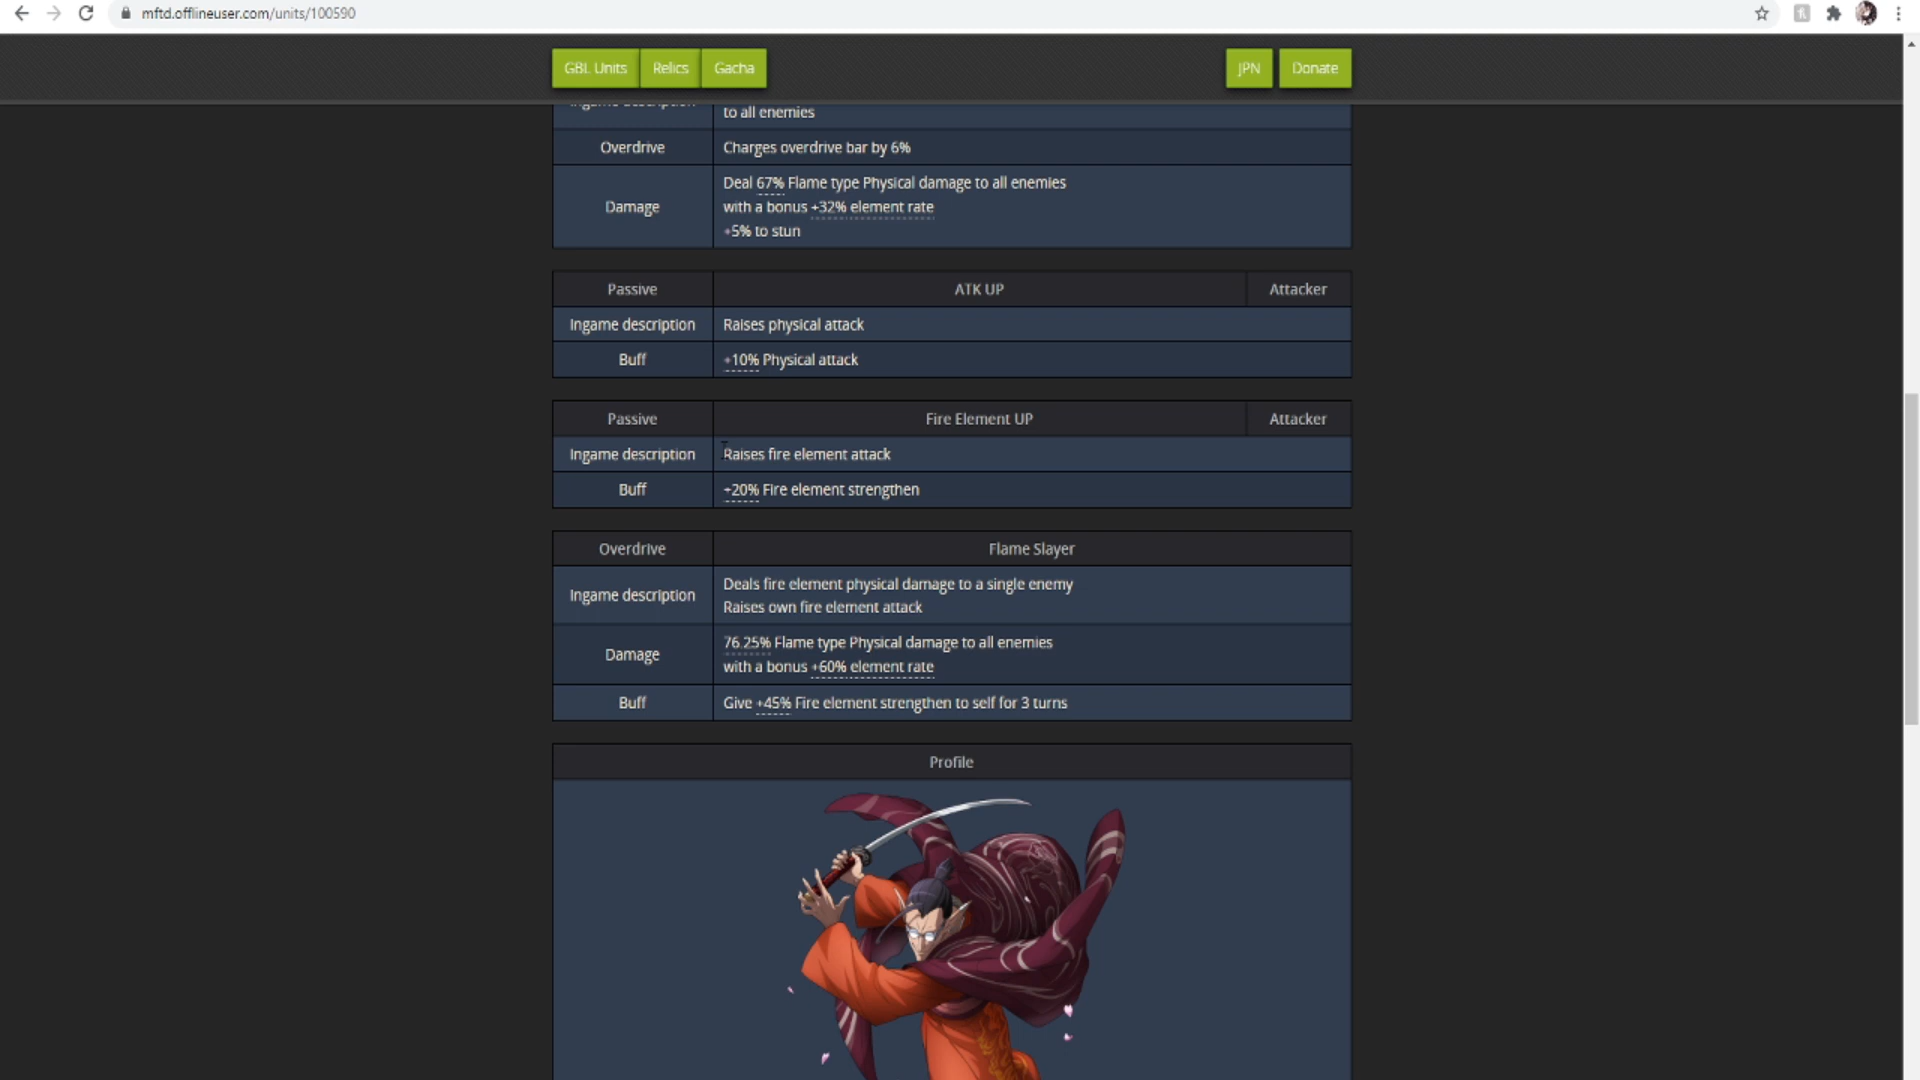 mftd.offlineuser.com/units/100590
GBL Units Relics Gacha JPN Donate
Ingame description
to all enemies
Overdrive Charges overdrive bar by 6%
Damage
Deal 67% Flame type Physical damage to all enemies
with a bonus +32% element rate
+5% to stun
Passive ATK UP Attacker
Ingame description Raises physical attack
Buff +10% Physical attack
Passive Fire Element UP Attacker
Ingame description Raises fire element attack
Buff +20% Fire element strengthen
Overdrive Flame Slayer
Ingame description
Deals fire element physical damage to a single enemy
Raises own fire element attack
Damage
76.25% Flame type Physical damage to all enemies
with a bonus +60% element rate
Buff Give +45% Fire element strengthen to self for 3 turns
Profile